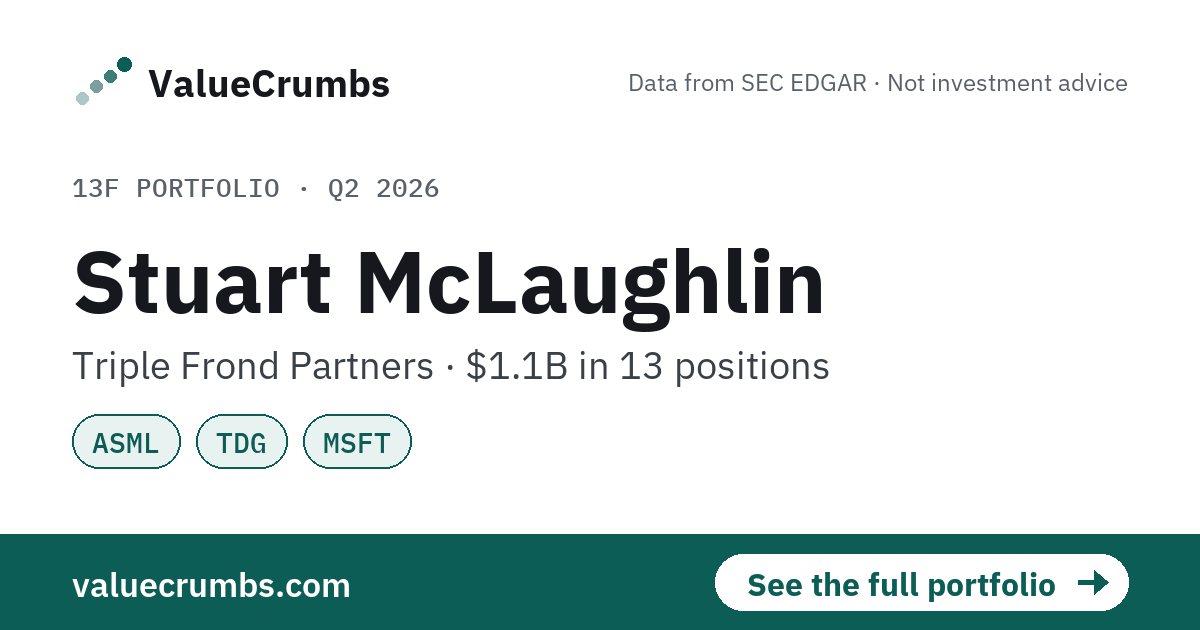 ValueCrumbs
Data from SEC EDGAR · Not investment advice
13F PORTFOLIO · Q2 2026
Stuart McLaughlin
Triple Frond Partners · $1.1B in 13 positions
ASML TDG MSFT
valuecrumbs.com
See the full portfolio →